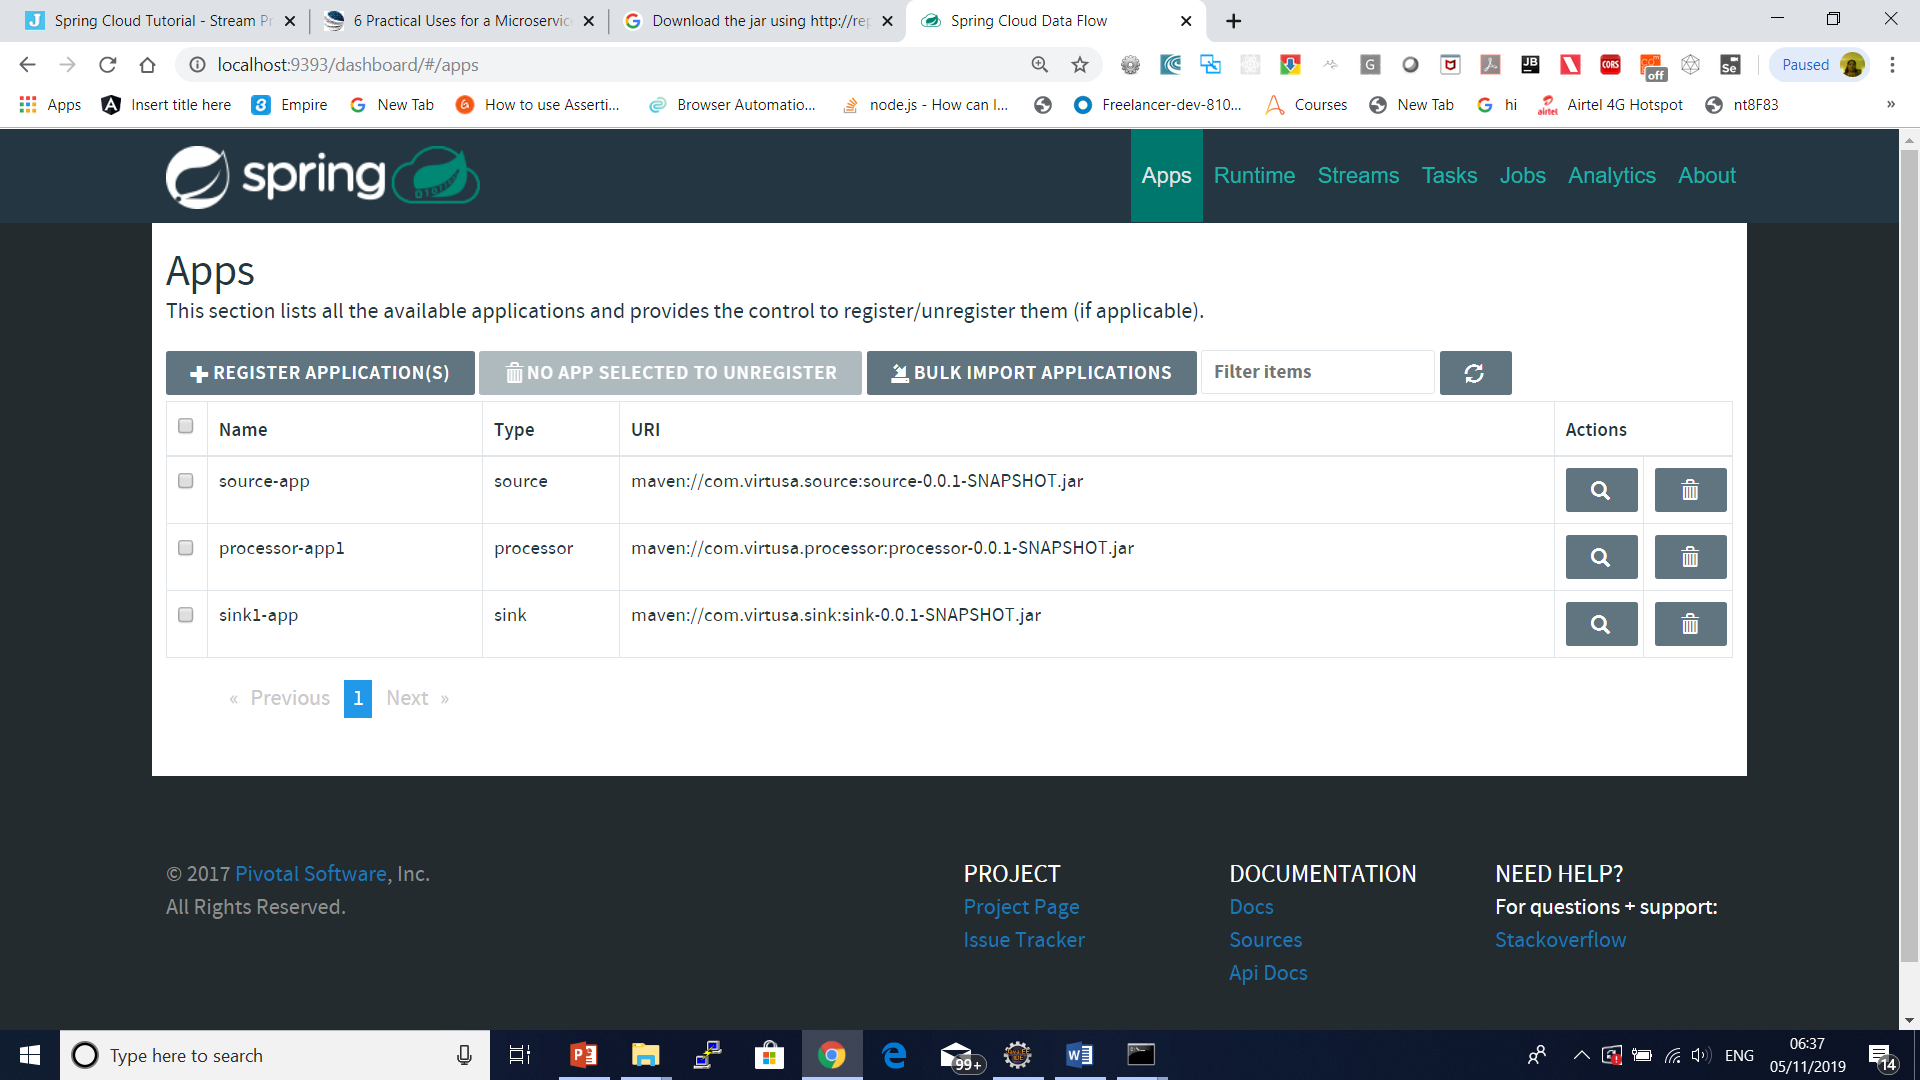 Spring Cloud Tutorial - Stream Pr
6 Practical Uses for a Microservic
Download the jar using http://rep
Spring Cloud Data Flow
localhost:9393/dashboard/#/apps
Paused
off
Apps
Insert title here
Empire
New Tab
How to use Asserti...
Browser Automatio...
node.js - How can I...
Freelancer-dev-810...
Courses
New Tab
hi
Airtel 4G Hotspot
nt8F83
»
spring
Apps Runtime Streams Tasks Jobs Analytics About
Apps
This section lists all the available applications and provides the control to register/unregister them (if applicable).
REGISTER APPLICATION(S)
NO APP SELECTED TO UNREGISTER
BULK IMPORT APPLICATIONS
Filter items
Name Type URI Actions
source-app source maven://com.virtusa.source:source-0.0.1-SNAPSHOT.jar
processor-app1 processor maven://com.virtusa.processor:processor-0.0.1-SNAPSHOT.jar
sink1-app sink maven://com.virtusa.sink:sink-0.0.1-SNAPSHOT.jar
« Previous 1 Next »
© 2017 Pivotal Software, Inc.
All Rights Reserved.
PROJECT
Project Page
Issue Tracker
DOCUMENTATION
Docs
Sources
Api Docs
NEED HELP?
For questions + support:
Stackoverflow
Type here to search
99+
ENG
06:37
05/11/2019
14